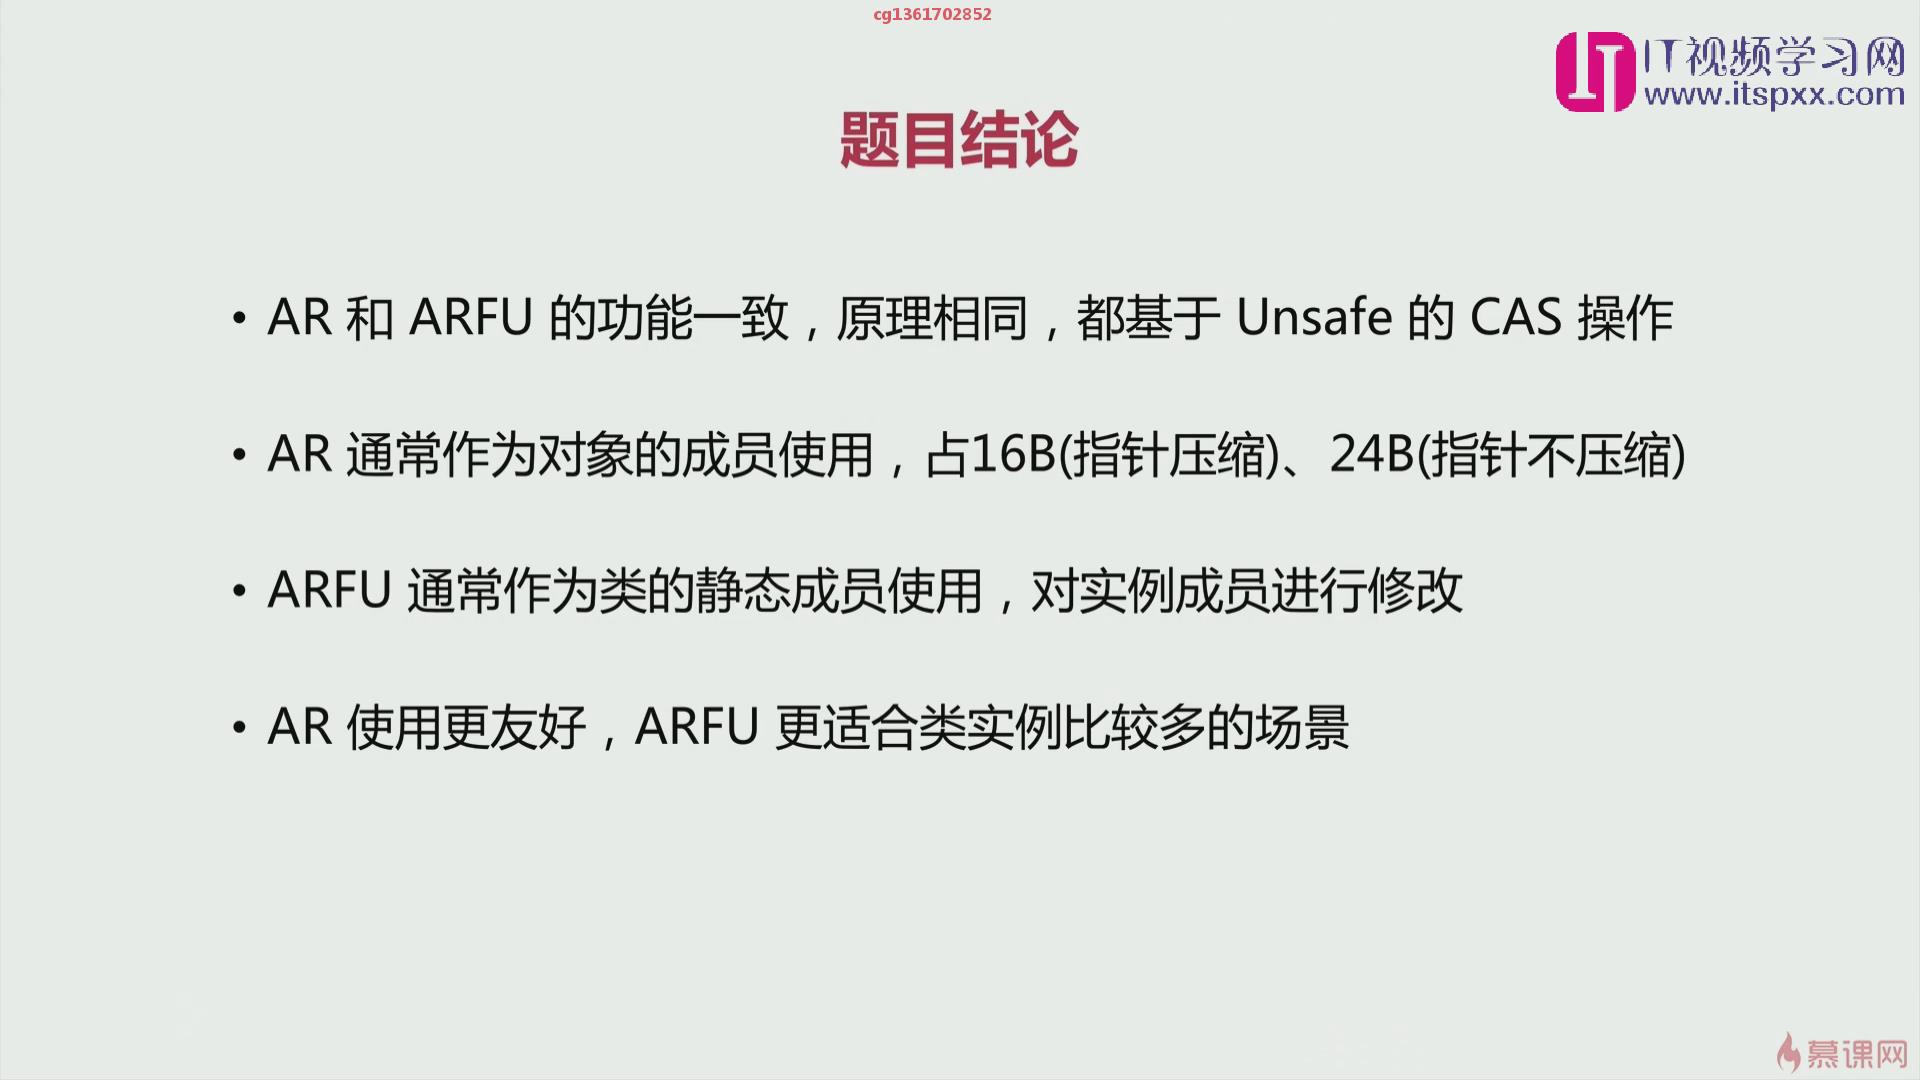 cg1361702852
IT视频学习网
www.itspxx.com
题目结论
• AR 和 ARFU 的功能一致，原理相同，都基于 Unsafe 的 CAS 操作
• AR 通常作为对象的成员使用，占16B(指针压缩)、24B(指针不压缩)
• ARFU 通常作为类的静态成员使用，对实例成员进行修改
• AR 使用更友好，ARFU 更适合类实例比较多的场景
慕课网